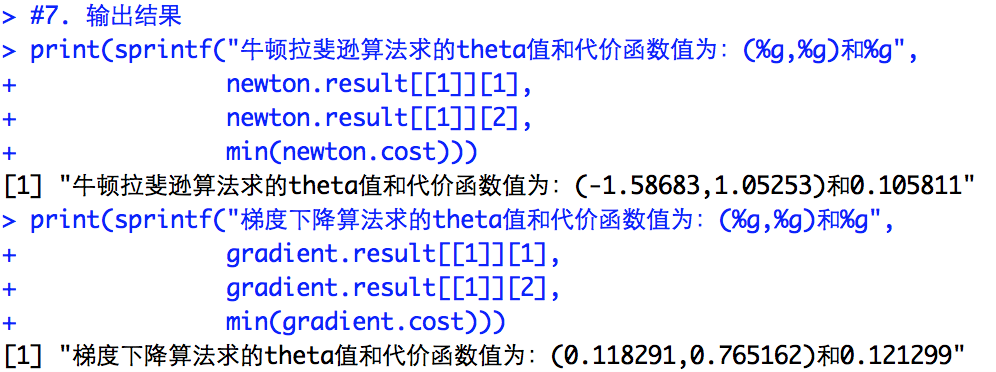 > #7. 输出结果
> print(sprintf("牛顿拉斐逊算法求的theta值和代价函数值为：(%g,%g)和%g",
+ newton.result[[1]][1],
+ newton.result[[1]][2],
+ min(newton.cost)))
[1] "牛顿拉斐逊算法求的theta值和代价函数值为：(-1.58683,1.05253)和0.105811"
> print(sprintf("梯度下降算法求的theta值和代价函数值为：(%g,%g)和%g",
+ gradient.result[[1]][1],
+ gradient.result[[1]][2],
+ min(gradient.cost)))
[1] "梯度下降算法求的theta值和代价函数值为：(0.118291,0.765162)和0.121299"